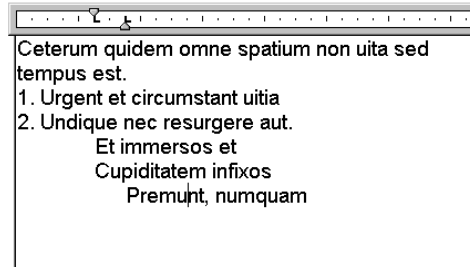 Ceterum quidem omne spatium non uita sed
tempus est.
1. Urgent et circumstant uitia
2. Undique nec resurgere aut.
Et immersos et
Cupiditatem infixos
Premunt, numquam